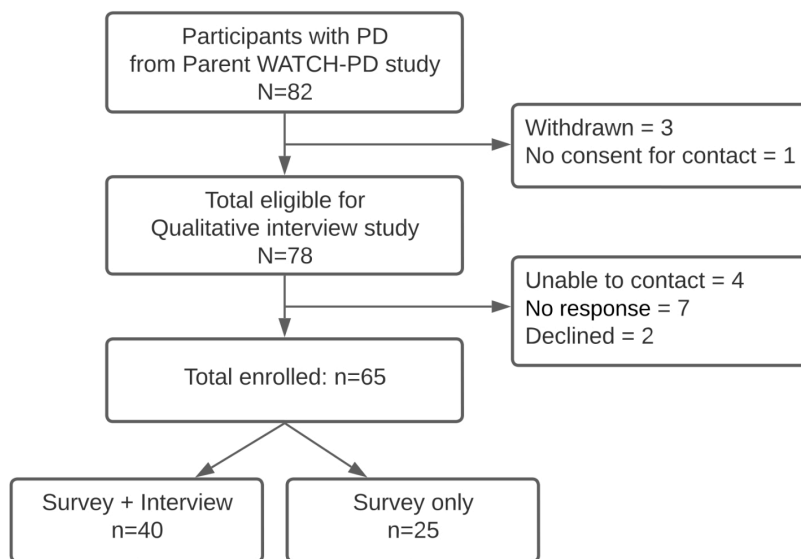 Participants with PD
from Parent WATCH-PD study
N=82
Withdrawn = 3
No consent for contact = 1
Total eligible for
Qualitative interview study
N=78
Unable to contact = 4
No response = 7
Declined = 2
Total enrolled: n=65
Survey + Interview
n=40
Survey only
n=25